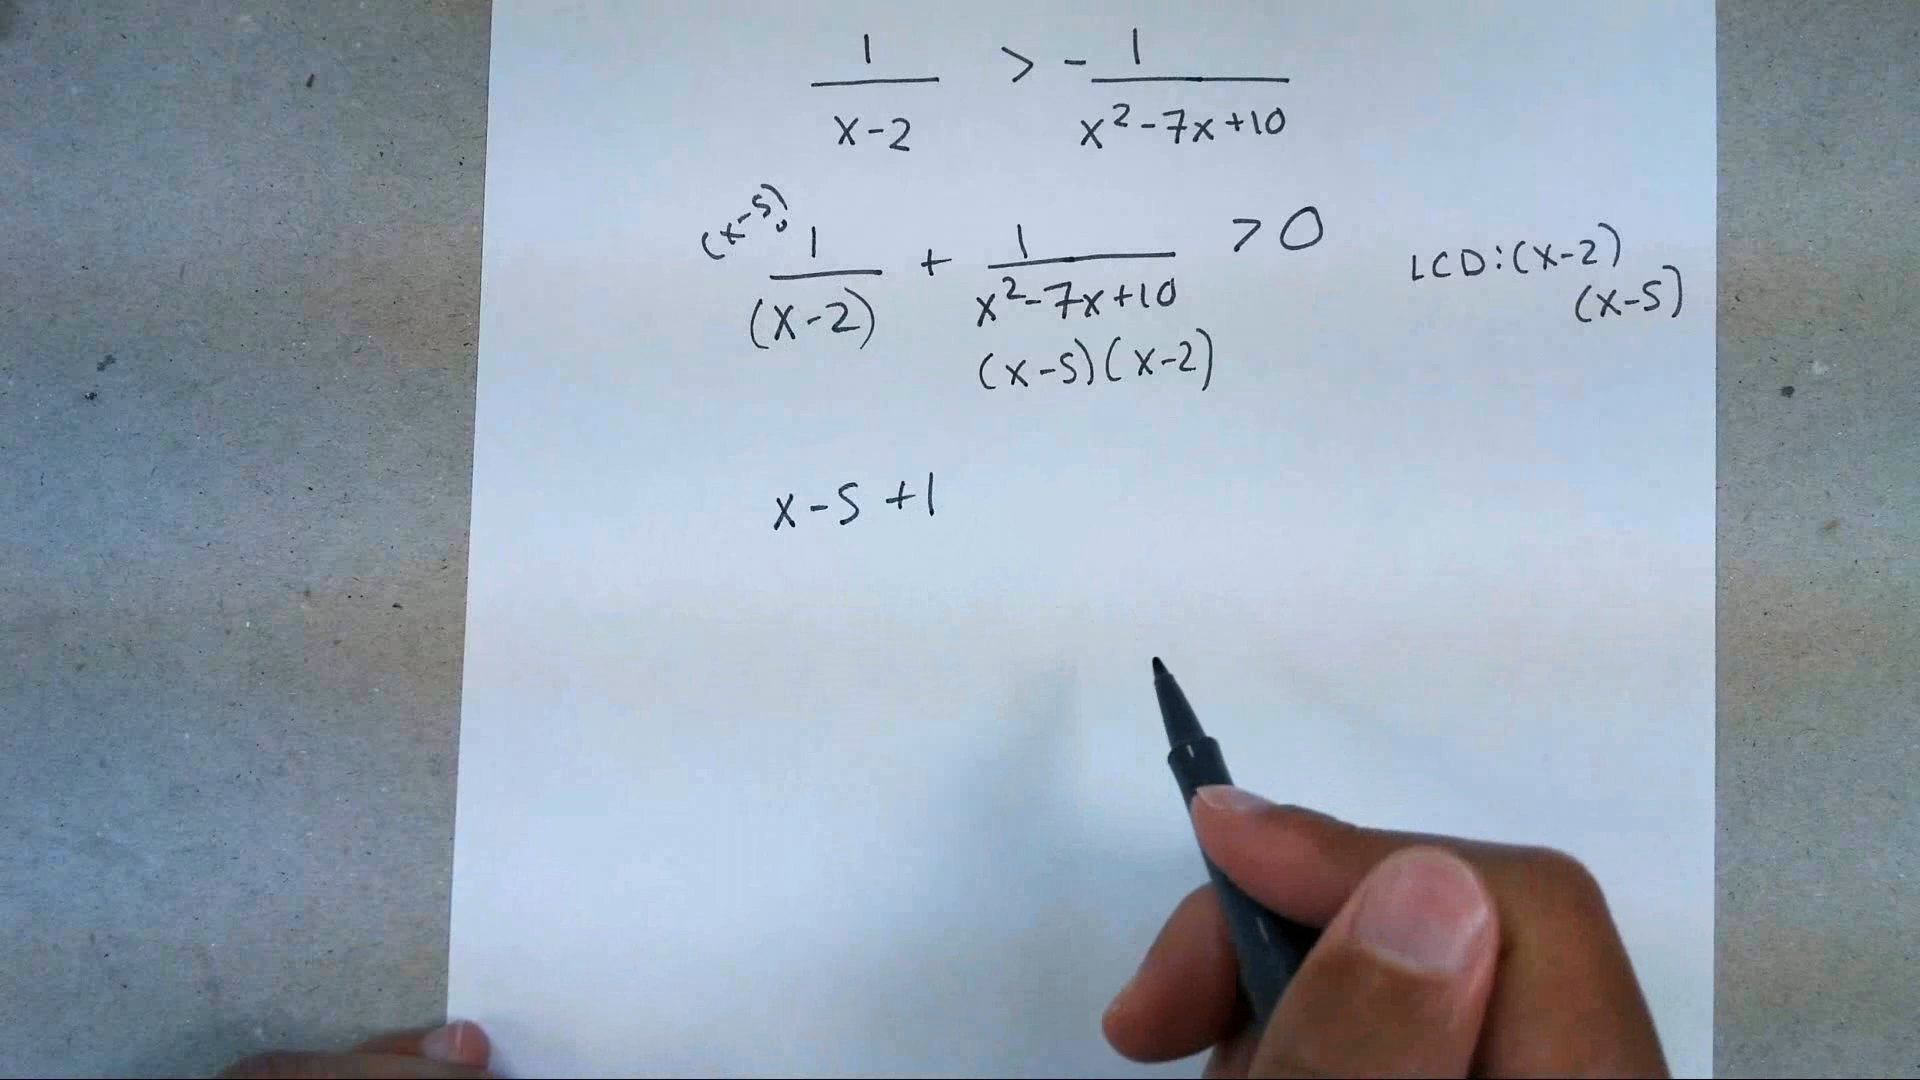 1/(x-2) > -1/(x²-7x+10)
(x-5)·1/(x-2) + 1/(x²-7x+10) > 0
(x-5)(x-2)
LCD:(x-2)
(x-5)
x-5+1